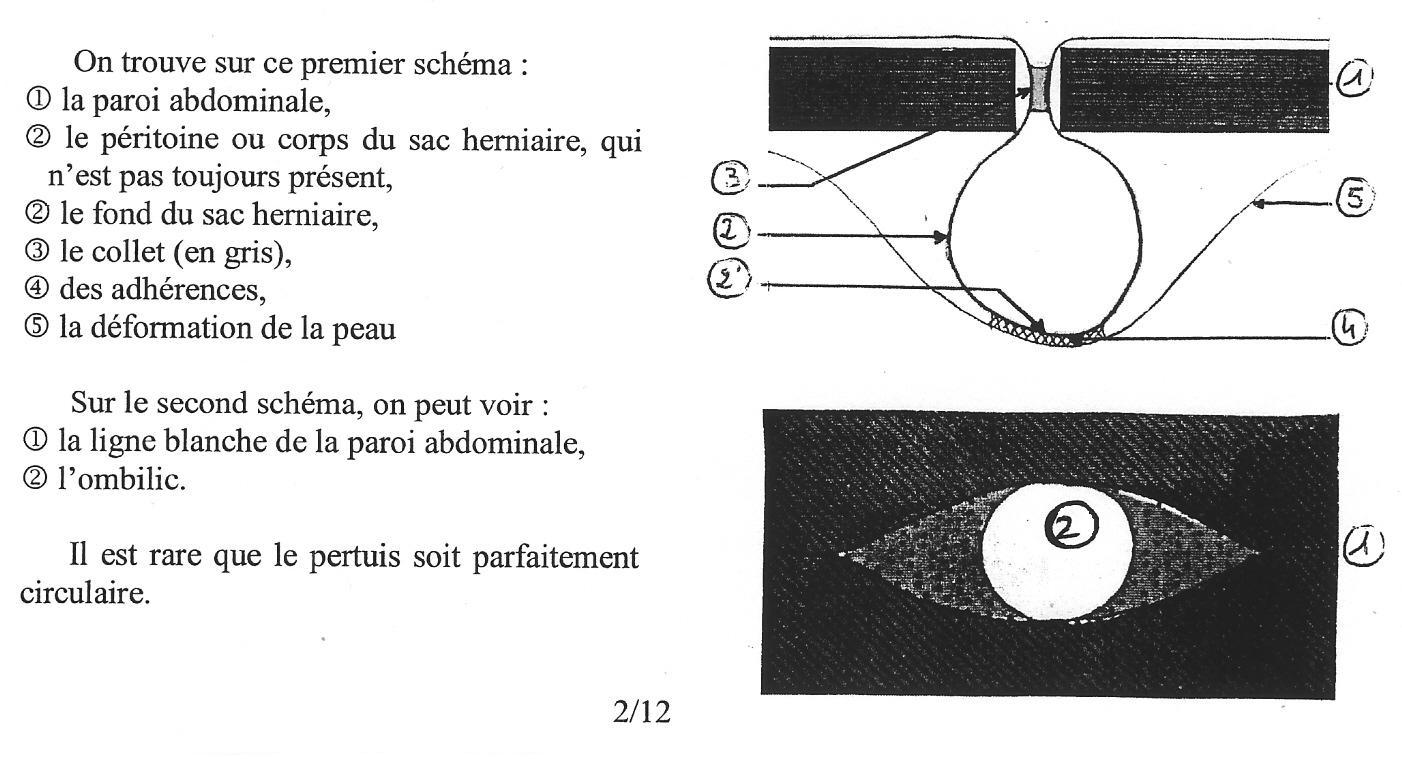 On trouve sur ce premier schéma :
① la paroi abdominale,
② le péritoine ou corps du sac herniaire, qui
n’est pas toujours présent,
② le fond du sac herniaire,
③ le collet (en gris),
④ des adhérences,
⑤ la déformation de la peau
Sur le second schéma, on peut voir :
① la ligne blanche de la paroi abdominale,
② l’ombilic.
Il est rare que le pertuis soit parfaitement
circulaire.
2/12
1
3
5
2
2'
4
2
1